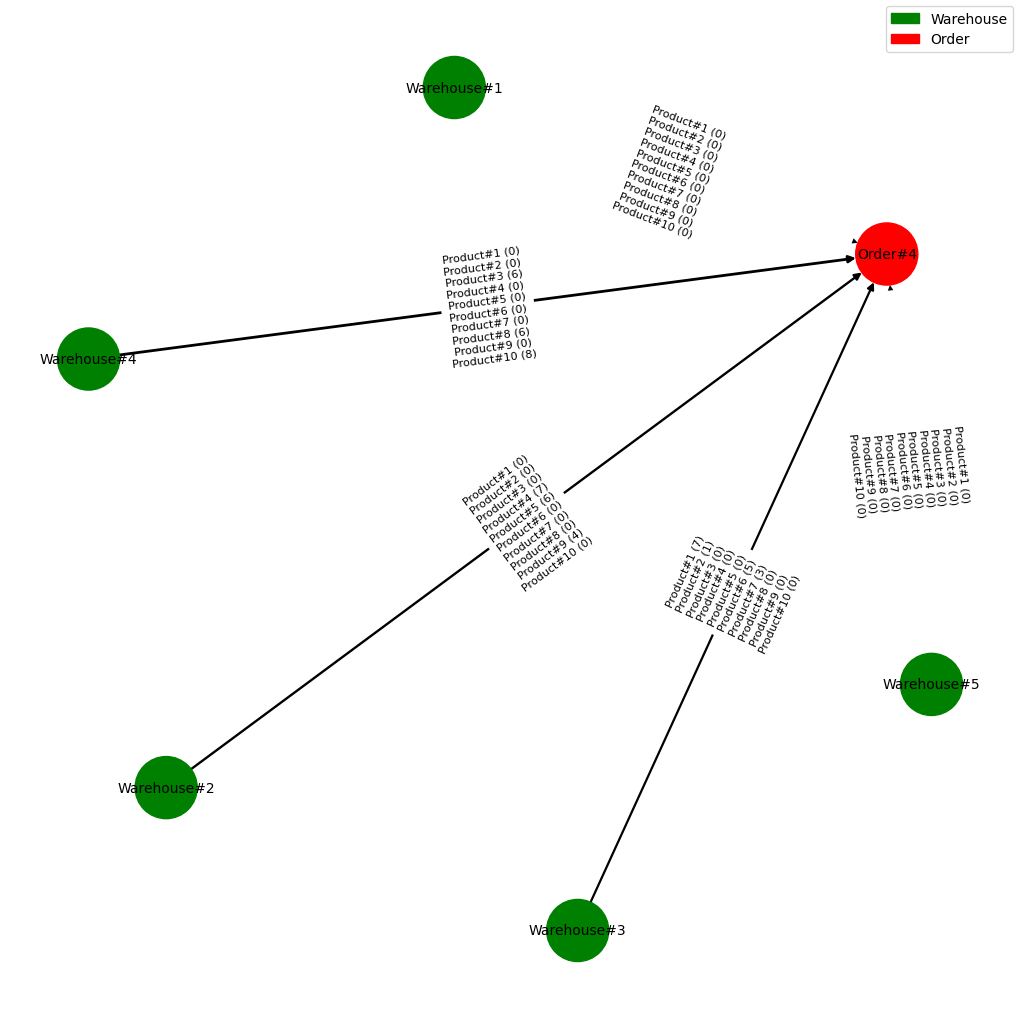 Warehouse
Order
Warehouse#1
Product#1 (0)
Product#2 (0)
Product#3 (0)
Product#4 (0)
Product#5 (0)
Product#6 (0)
Product#7 (0)
Product#8 (0)
Product#9 (0)
Product#10 (0)
Order#4
Product#1 (0)
Product#2 (0)
Product#3 (6)
Product#4 (0)
Product#5 (0)
Product#6 (0)
Product#7 (0)
Product#8 (6)
Product#9 (0)
Product#10 (8)
Warehouse#4
Product#1 (0)
Product#2 (0)
Product#3 (0)
Product#4 (0)
Product#5 (0)
Product#6 (0)
Product#7 (0)
Product#8 (0)
Product#9 (0)
Product#10 (0)
Product#1 (0)
Product#2 (0)
Product#3 (0)
Product#4 (7)
Product#5 (6)
Product#6 (0)
Product#7 (0)
Product#8 (0)
Product#9 (4)
Product#10 (0)
Product#1 (7)
Product#2 (1)
Product#3 (0)
Product#4 (0)
Product#5 (0)
Product#6 (5)
Product#7 (3)
Product#8 (0)
Product#9 (0)
Product#10 (0)
Warehouse#5
Warehouse#2
Warehouse#3